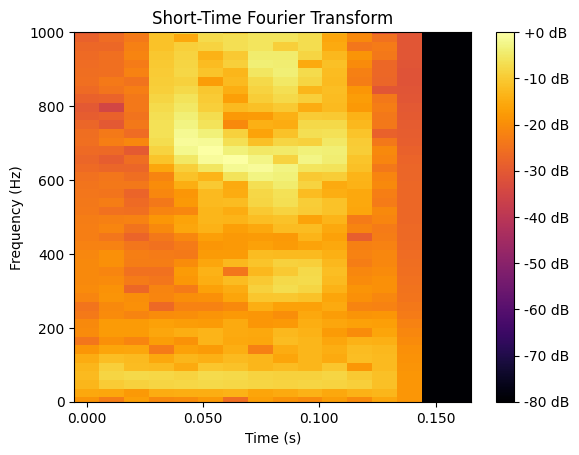 Short-Time Fourier Transform
Frequency (Hz)
1000
800
600
400
200
0
0.000
0.050
0.100
0.150
Time (s)
+0 dB
-10 dB
-20 dB
-30 dB
-40 dB
-50 dB
-60 dB
-70 dB
-80 dB